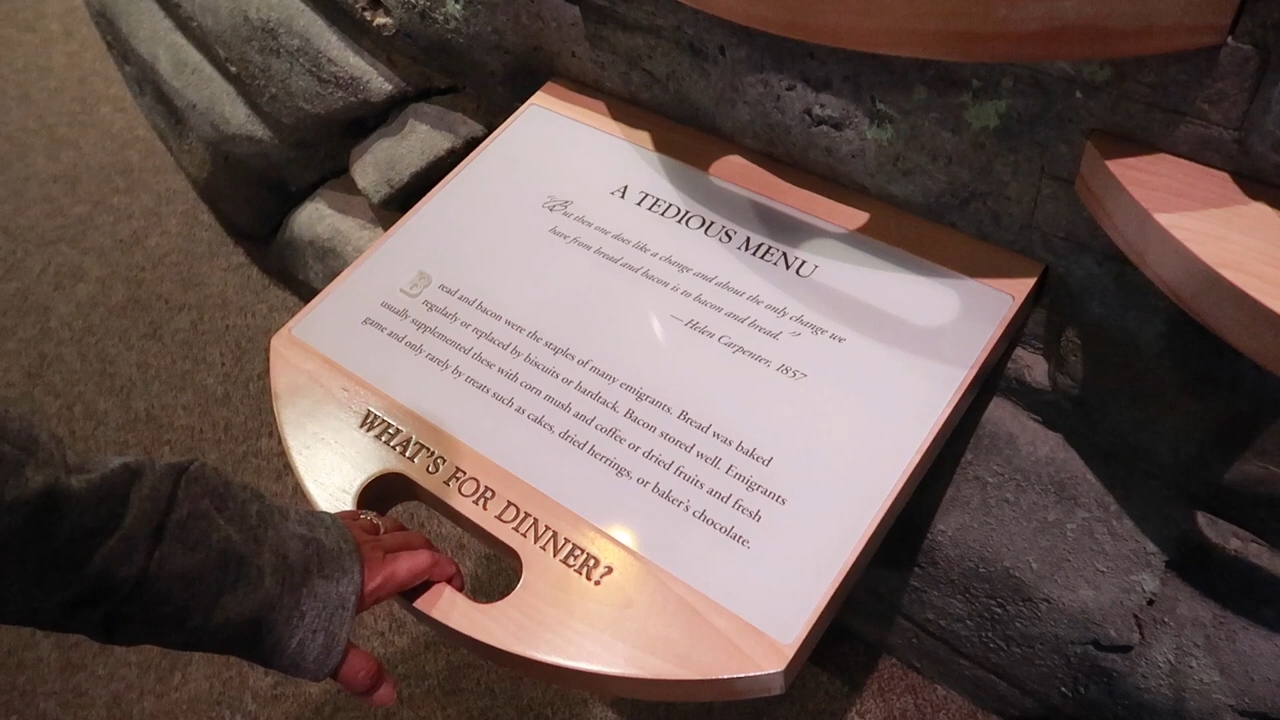 A TEDIOUS MENU
“But then one does like a change and about the only change we
have from bread and bacon is to bacon and bread.”
—Helen Carpenter, 1857
Bread and bacon were the staples of many emigrants. Bread was baked
regularly or replaced by biscuits or hardtack. Bacon stored well. Emigrants
usually supplemented these with corn mush and coffee or dried fruits and fresh
game and only rarely by treats such as cakes, dried herrings, or baker's chocolate.
WHAT'S FOR DINNER?